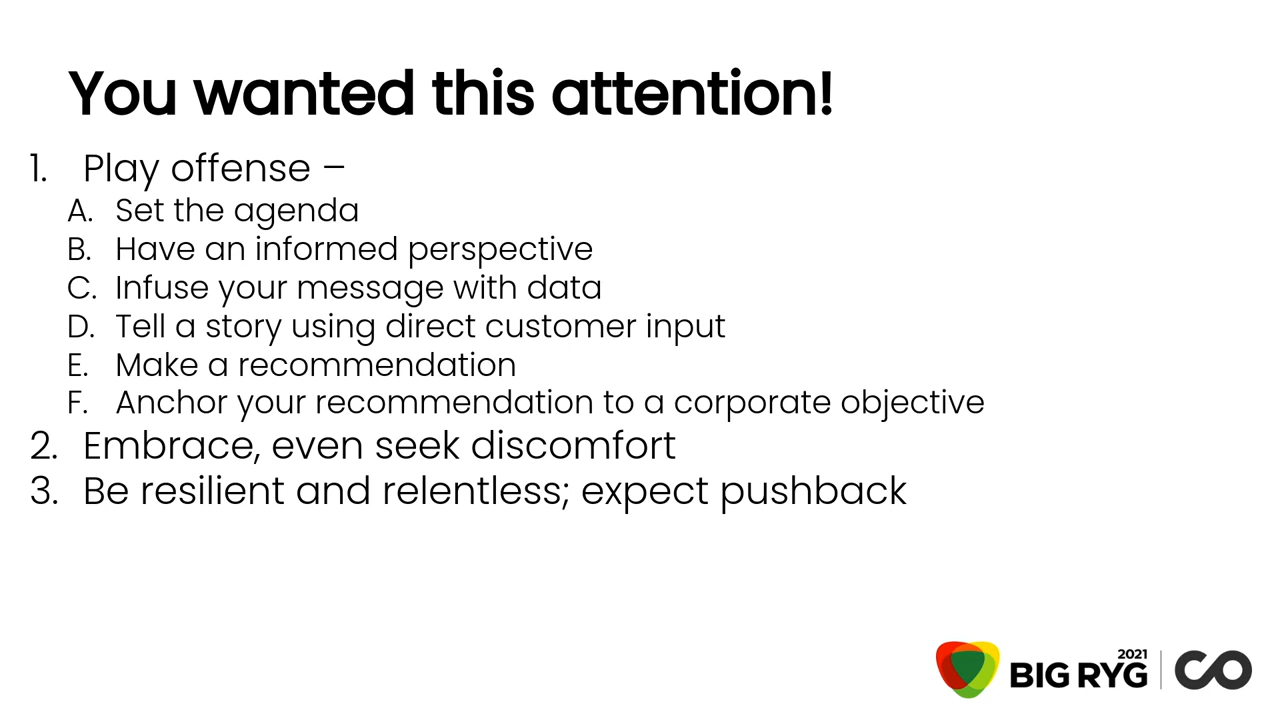 You wanted this attention!
1. Play offense –
A. Set the agenda
B. Have an informed perspective
C. Infuse your message with data
D. Tell a story using direct customer input
E. Make a recommendation
F. Anchor your recommendation to a corporate objective
2. Embrace, even seek discomfort
3. Be resilient and relentless; expect pushback
2021
BIG RYG